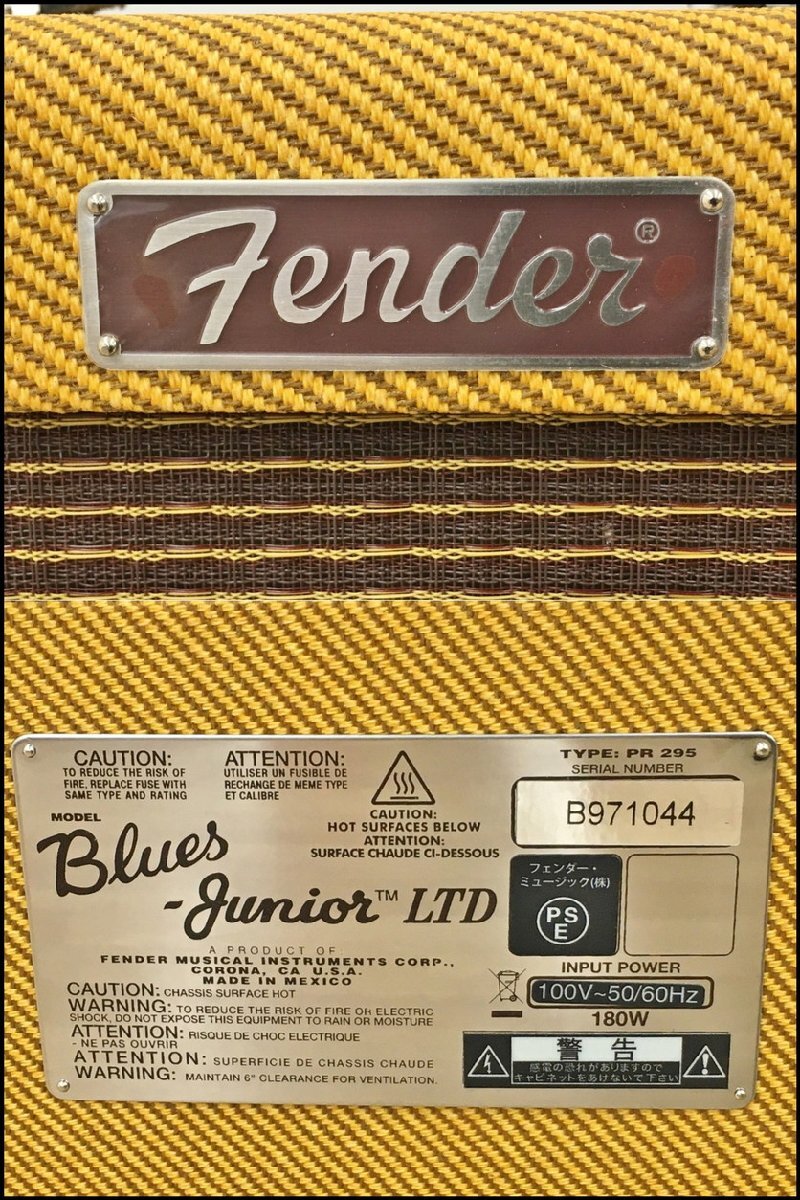 Fender®
CAUTION:
TO REDUCE THE RISK OF
FIRE, REPLACE FUSE WITH
SAME TYPE AND RATING
ATTENTION:
UTILISER UN FUSIBLE DE
RECHANGE DE MEME TYPE
ET CALIBRE
CAUTION:
HOT SURFACES BELOW
ATTENTION:
SURFACE CHAUDE CI-DESSOUS
TYPE: PR 295
SERIAL NUMBER
B971044
MODEL
Blues
-Junior™ LTD
フェンダー・
ミュージック(株)
PS
E
A PRODUCT OF
FENDER MUSICAL INSTRUMENTS CORP.,
CORONA, CA U.S.A.
MADE IN MEXICO
INPUT POWER
100V~50/60Hz
180W
CAUTION: CHASSIS SURFACE HOT
WARNING: TO REDUCE THE RISK OF FIRE OR ELECTRIC
SHOCK, DO NOT EXPOSE THIS EQUIPMENT TO RAIN OR MOISTURE
ATTENTION: RISQUE DE CHOC ELECTRIQUE
- NE PAS OUVRIR
ATTENTION: SUPERFICIE DE CHASSIS CHAUDE
WARNING: MAINTAIN 6" CLEARANCE FOR VENTILATION.
警告
感電の恐れがありますので
キャビネットをあけないで下さい